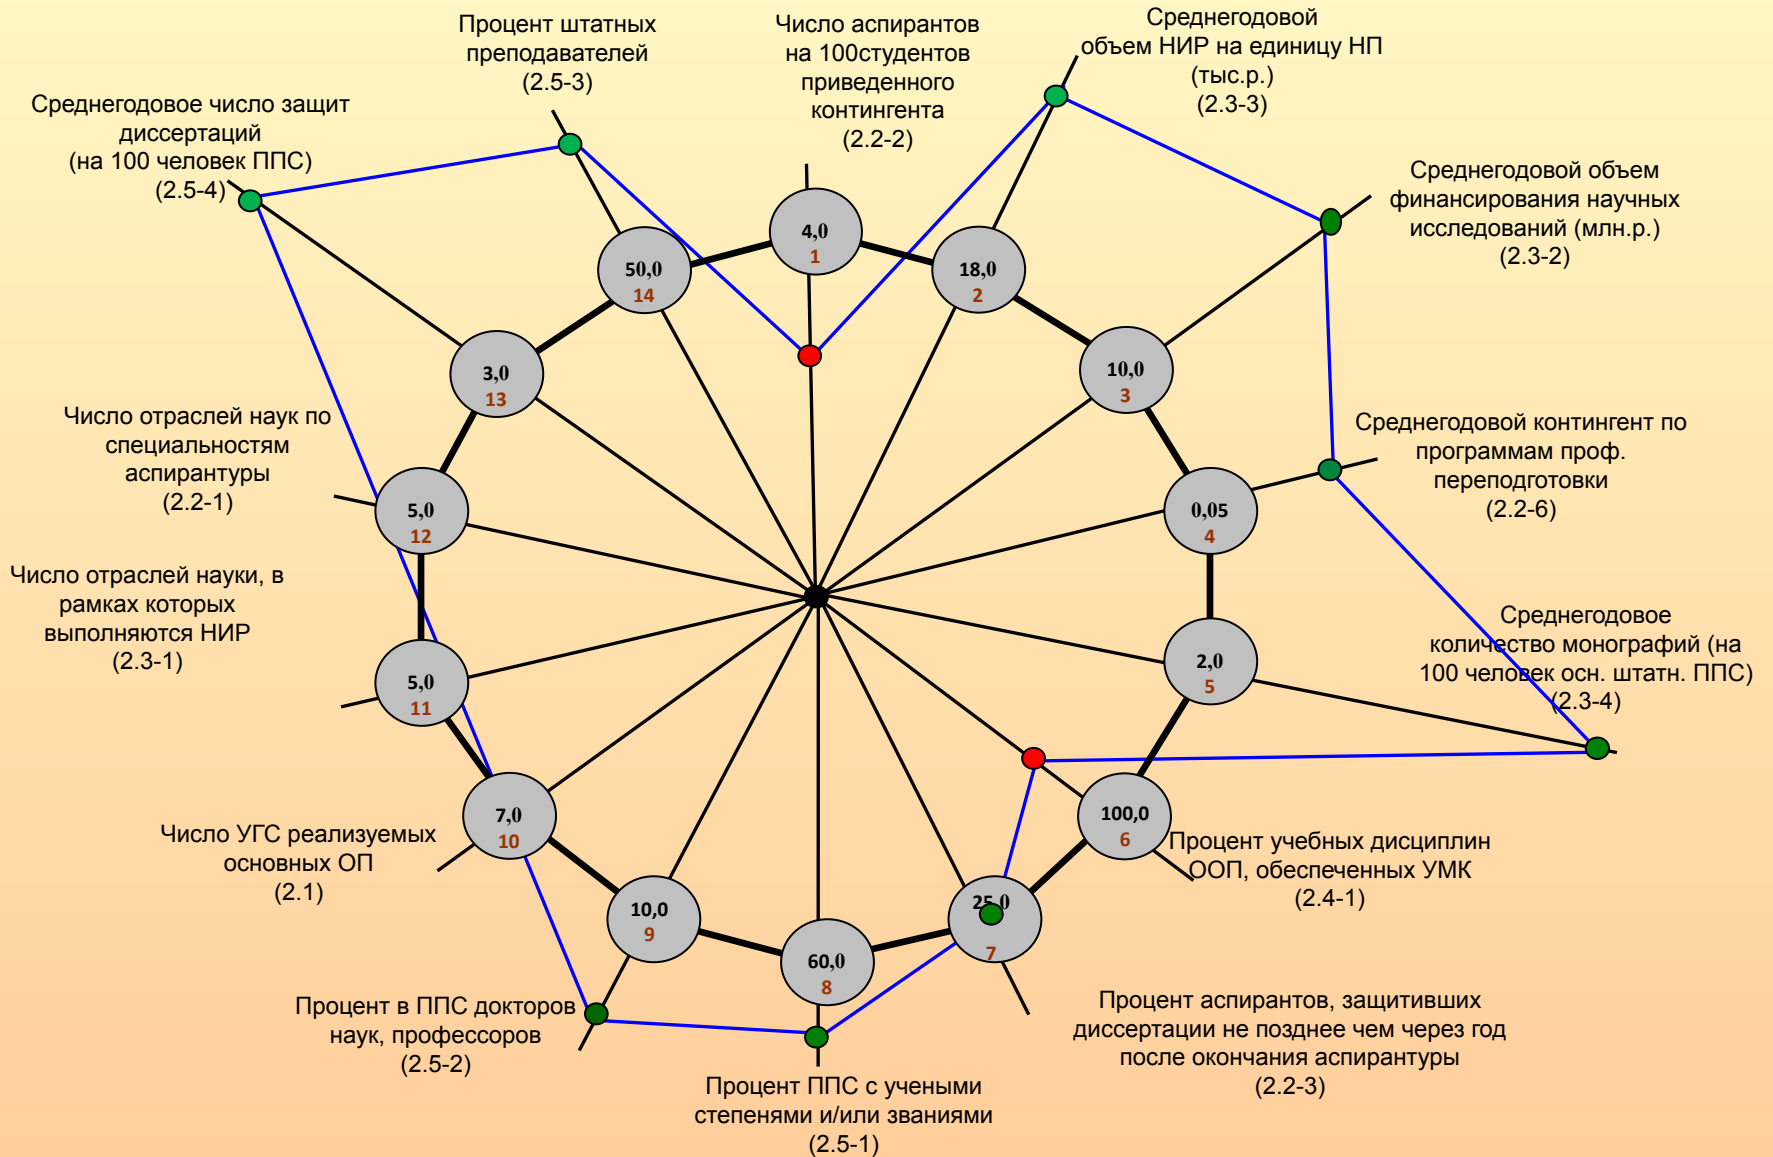 Процент штатных
преподавателей
(2.5-3)
Число аспирантов
на 100студентов
приведенного
контингента
(2.2-2)
Среднегодовой
объем НИР на единицу НП
(тыс.р.)
(2.3-3)
Среднегодовое число защит
диссертаций
(на 100 человек ППС)
(2.5-4)
Среднегодовой объем
финансирования научных
исследований (млн.р.)
(2.3-2)
4,0
1
50,0
14
18,0
2
3,0
13
10,0
3
Число отраслей наук по
специальностям
аспирантуры
(2.2-1)
Среднегодовой контингент по
программам проф.
переподготовки
(2.2-6)
5,0
12
0,05
4
Число отраслей науки, в
рамках которых
выполняются НИР
(2.3-1)
Среднегодовое
количество монографий (на
100 человек осн. штатн. ППС)
(2.3-4)
5,0
11
2,0
5
7,0
10
100,0
6
Число УГС реализуемых
основных ОП
(2.1)
Процент учебных дисциплин
ООП, обеспеченных УМК
(2.4-1)
10,0
9
60,0
8
25,0
7
Процент в ППС докторов
наук, профессоров
(2.5-2)
Процент аспирантов, защитивших
диссертации не позднее чем через год
после окончания аспирантуры
(2.2-3)
Процент ППС с учеными
степенями и/или званиями
(2.5-1)